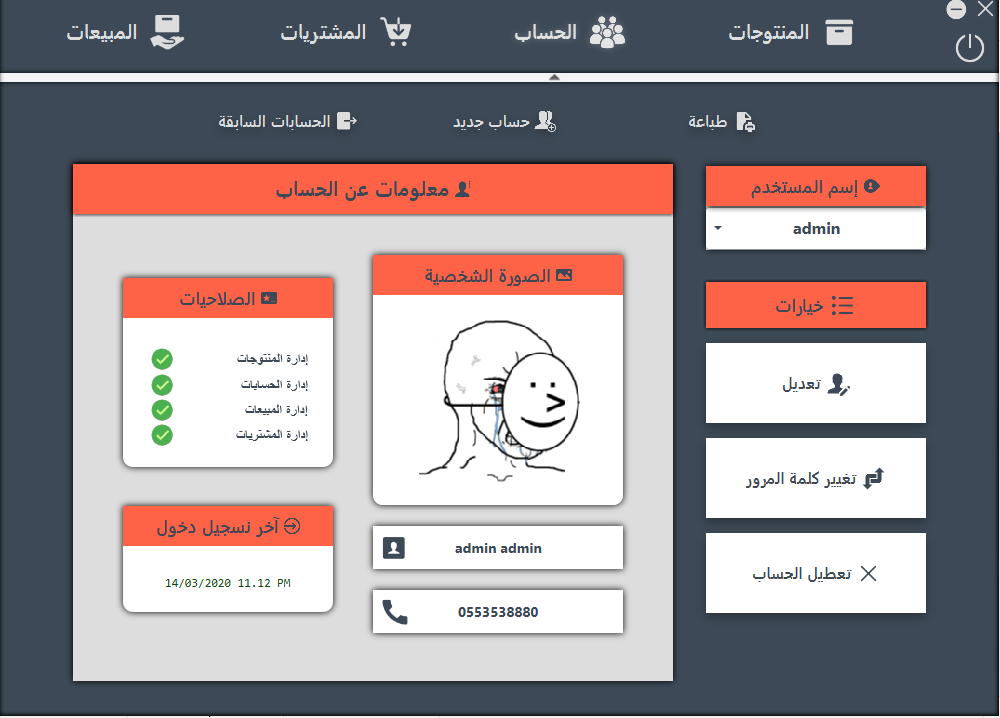 المنتوجات
الحساب
المشتريات
المبيعات
طباعة
حساب جديد
الحسابات السابقة
إسم المستخدم
admin
خيارات
تعديل
تغيير كلمة المرور
تعطيل الحساب
معلومات عن الحساب
الصورة الشخصية
admin admin
0553538880
الصلاحيات
إدارة المنتوجات
إدارة الحسابات
إدارة المبيعات
إدارة المشتريات
آخر تسجيل دخول
14/03/2020 11.12 PM